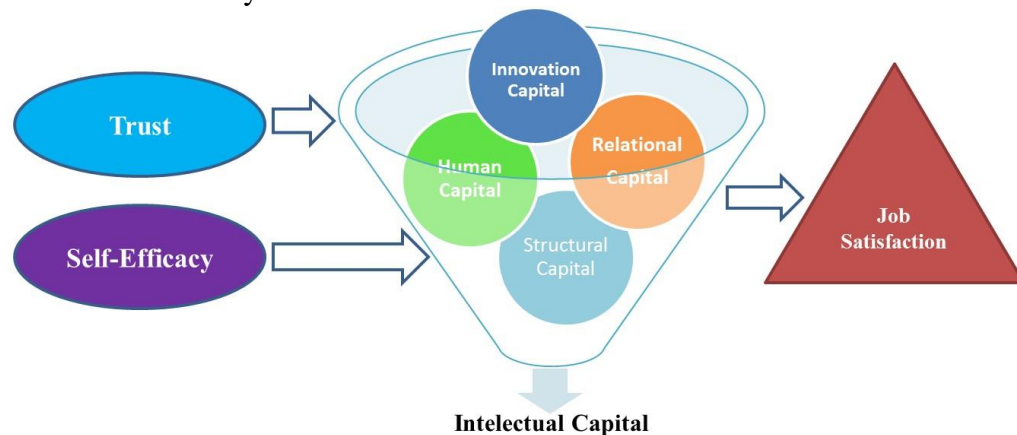 Trust
Self-Efficacy
Innovation
Capital
Human
Capital
Relational
Capital
Structural
Capital
Job
Satisfaction
Intelectual Capital